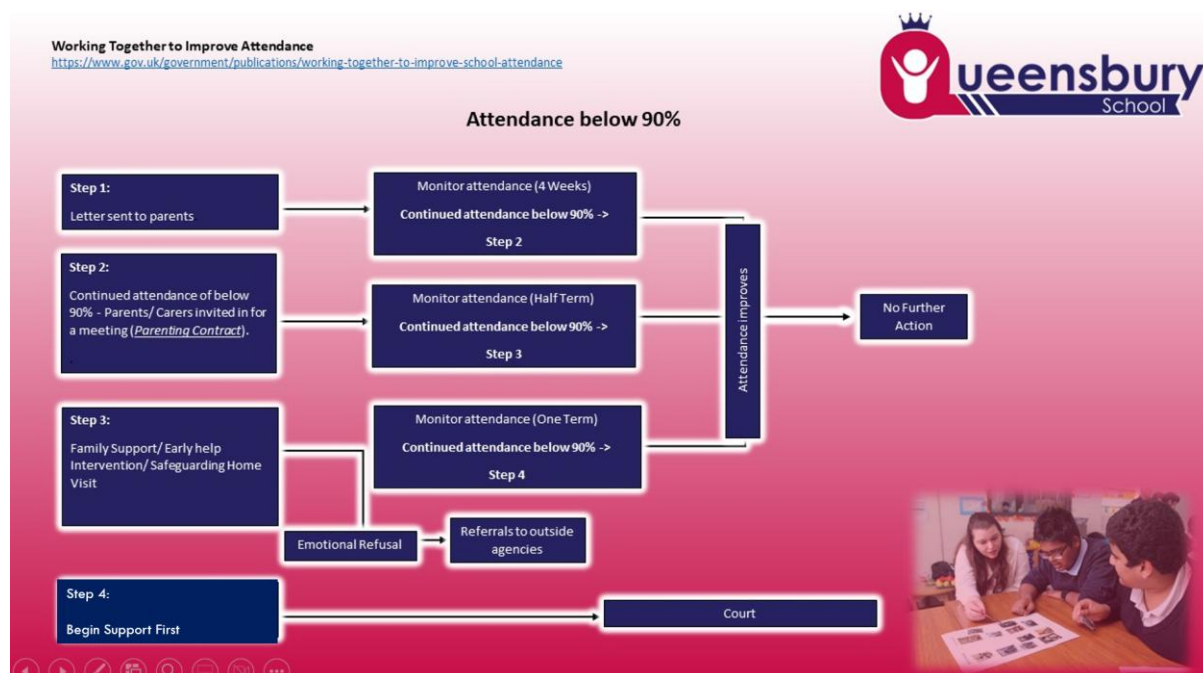 Working Together to Improve Attendance
https://www.gov.uk/government/publications/working-together-to-improve-school-attendance
Queensbury
School
Attendance below 90%
Step 1:
Letter sent to parents
Monitor attendance (4 Weeks)
Continued attendance below 90% ->
Step 2
Step 2:
Continued attendance of below
90% - Parents/ Carers invited in for
a meeting (Parenting Contract).
.
Monitor attendance (Half Term)
Continued attendance below 90% ->
Step 3
Attendance improves
No Further
Action
Step 3:
Family Support/ Early help
Intervention/ Safeguarding Home
Visit
Monitor attendance (One Term)
Continued attendance below 90% ->
Step 4
Emotional Refusal
Referrals to outside
agencies
Step 4:
Begin Support First
Court